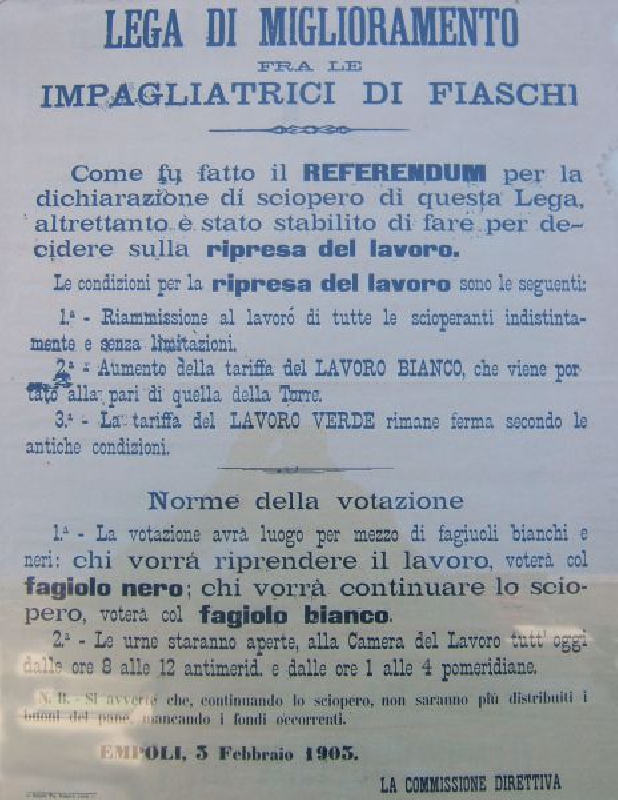 LEGA DI MIGLIORAMENTO
FRA LE
IMPAGLIATRICI DI FIASCHI
Come fu fatto il REFERENDUM per la
dichiarazione di sciopero di questa Lega,
altrettanto è stato stabilito di fare per de-
cidere sulla ripresa del lavoro.
Le condizioni per la ripresa del lavoro sono le seguenti:
1.ª - Riammissione al lavoro di tutte le scioperanti indistinta-
mente e senza limitazioni.
2.ª - Aumento della tariffa del LAVORO BIANCO, che viene por
tato alla pari di quella della Torre.
3.ª - La tariffa del LAVORO VERDE rimane ferma secondo le
antiche condizioni.
Norme della votazione
1.ª - La votazione avrà luogo per mezzo di fagiuoli bianchi e
neri: chi vorrà riprendere il lavoro, voterà col
fagiolo nero; chi vorrà continuare lo scio-
pero, voterà col fagiolo bianco.
2.ª - Le urne staranno aperte, alla Camera del Lavoro tutt' oggi
dalle ore 8 alle 12 antimerid. e dalle ore 1 alle 4 pomeridiane.
N. B. - Si avverte che, continuando lo sciopero, non saranno più distribuiti i
buoni del pane, mancando i fondi occorrenti.
EMPOLI, 3 Febbraio 1903.
LA COMMISSIONE DIRETTIVA